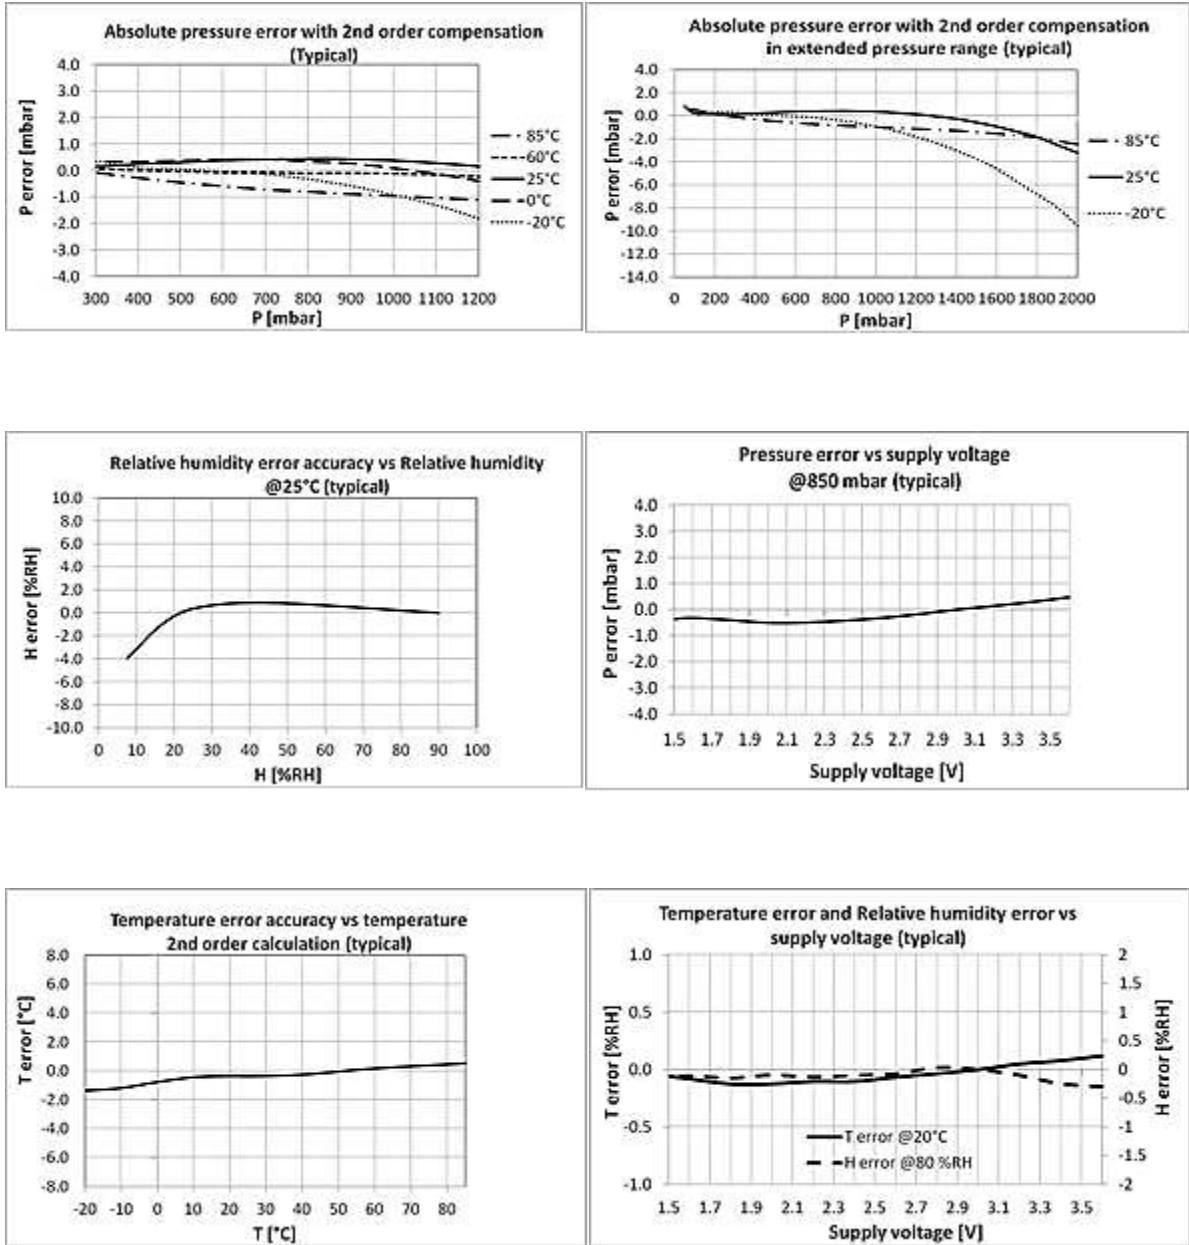 Absolute pressure error with 2nd order compensation
(Typical)
4.0
3.0
2.0
1.0
0.0
-1.0
-2.0
-3.0
-4.0
P error [mbar]
300 400 500 600 700 800 900 1000 1100 1200
P [mbar]
85°C
60°C
25°C
0°C
-20°C
Absolute pressure error with 2nd order compensation
in extended pressure range (typical)
4.0
2.0
0.0
-2.0
-4.0
-6.0
-8.0
-10.0
-12.0
-14.0
P error [mbar]
0 200 400 600 800 1000 1200 1400 1600 1800 2000
P [mbar]
85°C
25°C
-20°C
Relative humidity error accuracy vs Relative humidity
@25°C (typical)
10.0
8.0
6.0
4.0
2.0
0.0
-2.0
-4.0
-6.0
-8.0
-10.0
H error [%RH]
0 10 20 30 40 50 60 70 80 90 100
H [%RH]
Pressure error vs supply voltage
@850 mbar (typical)
4.0
3.0
2.0
1.0
0.0
-1.0
-2.0
-3.0
-4.0
P error [mbar]
1.5 1.7 1.9 2.1 2.3 2.5 2.7 2.9 3.1 3.3 3.5
Supply voltage [V]
Temperature error accuracy vs temperature
2nd order calculation (typical)
8.0
6.0
4.0
2.0
0.0
-2.0
-4.0
-6.0
-8.0
T error [°C]
-20 -10 0 10 20 30 40 50 60 70 80
T [°C]
Temperature error and Relative humidity error vs
supply voltage (typical)
1.0
0.5
0.0
-0.5
-1.0
T error [%RH]
2
1.5
1
0.5
0
-0.5
-1
-1.5
-2
H error [%RH]
T error @20°C
H error @80 %RH
1.5 1.7 1.9 2.1 2.3 2.5 2.7 2.9 3.1 3.3 3.5
Supply voltage [V]